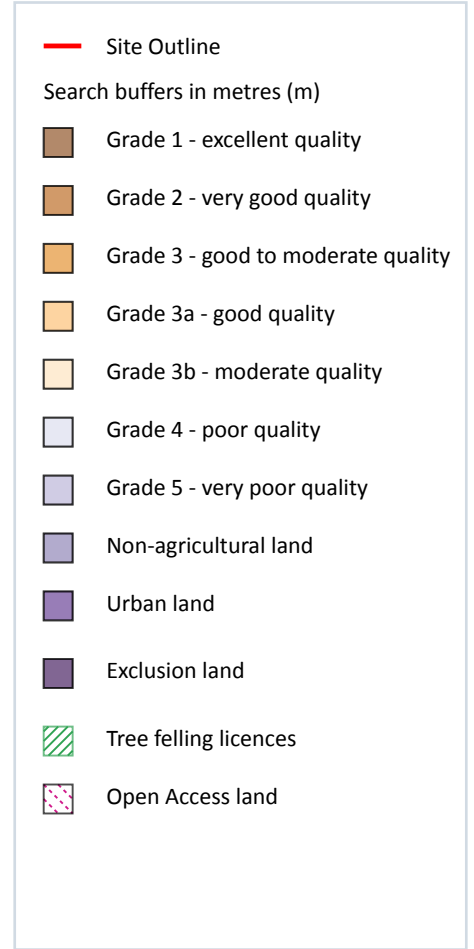 Site Outline
Search buffers in metres (m)
Grade 1 - excellent quality
Grade 2 - very good quality
Grade 3 - good to moderate quality
Grade 3a - good quality
Grade 3b - moderate quality
Grade 4 - poor quality
Grade 5 - very poor quality
Non-agricultural land
Urban land
Exclusion land
Tree felling licences
Open Access land